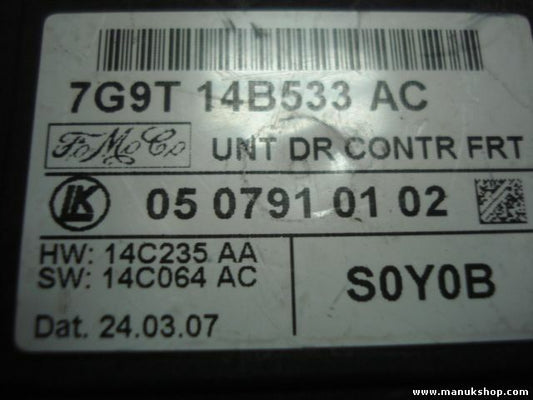 7G9T 14B533 AC
FoMoCo UNT DR CONTR FRT
LK 05 0791 01 02
HW: 14C235 AA
SW: 14C064 AC
S0Y0B
Dat. 24.03.07
www.manukshop.com